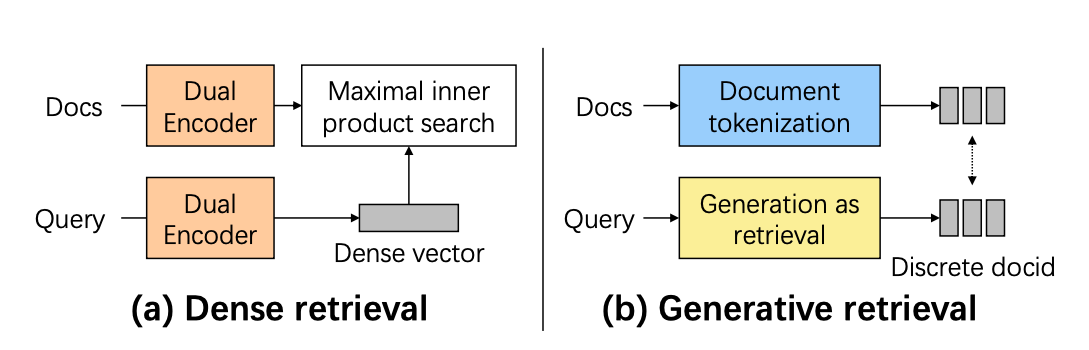 Docs
Dual
Encoder
Maximal inner
product search
Query
Dual
Encoder
Dense vector
(a) Dense retrieval
Docs
Document
tokenization
Query
Generation as
retrieval
Discrete docid
(b) Generative retrieval